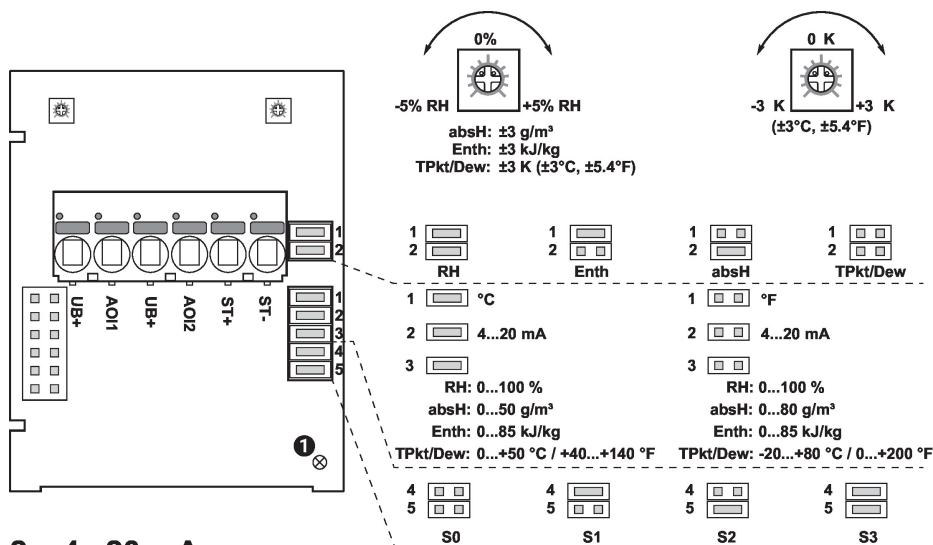 0%
0 K
-5% RH +5% RH
-3 K +3 K
(±3°C, ±5.4°F)
absH: ±3 g/m³
Enth: ±3 kJ/kg
TPkt/Dew: ±3 K (±3°C, ±5.4°F)
1
2
UB+ AOI1 UB+ AOI2 ST+ ST-
1
2
3
4
5
1
1 1 1 1
2 2 2 2
RH Enth absH TPkt/Dew
1 °C 1 °F
2 4...20 mA 2 4...20 mA
3 3
RH: 0...100 % RH: 0...100 %
absH: 0...50 g/m³ absH: 0...80 g/m³
Enth: 0...85 kJ/kg Enth: 0...85 kJ/kg
TPkt/Dew: 0...+50 °C / +40...+140 °F TPkt/Dew: -20...+80 °C / 0...+200 °F
4 4 4 4
5 5 5 5
S0 S1 S2 S3